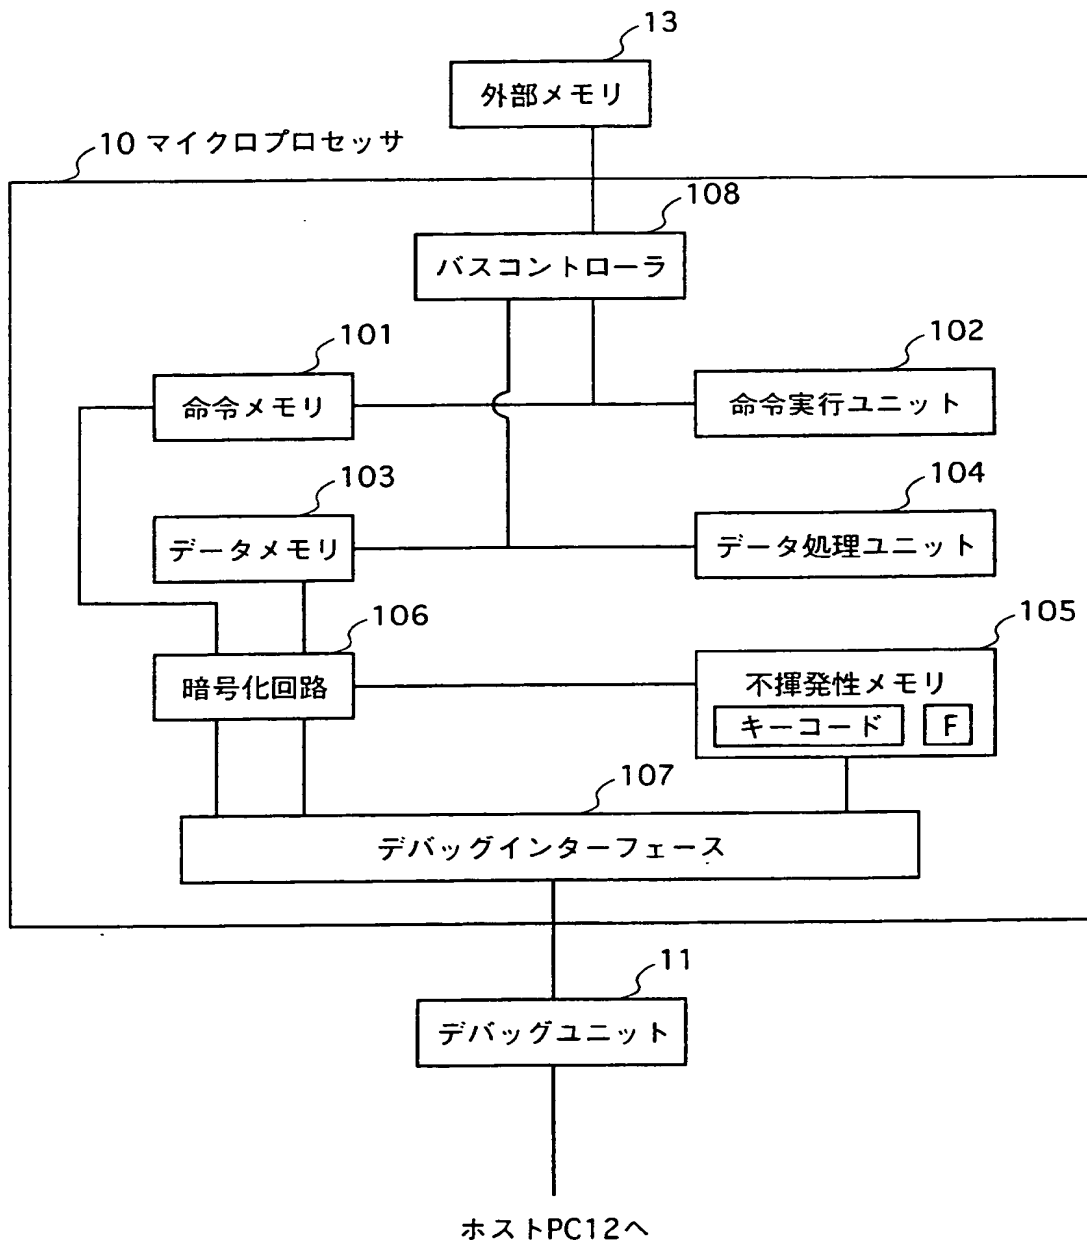 13
外部メモリ
10 マイクロプロセッサ
108
バスコントローラ
101
命令メモリ
102
命令実行ユニット
103
データメモリ
104
データ処理ユニット
106
暗号化回路
105
不揮発性メモリ
キーコード
F
107
デバッグインターフェース
11
デバッグユニット
ホストPC12へ